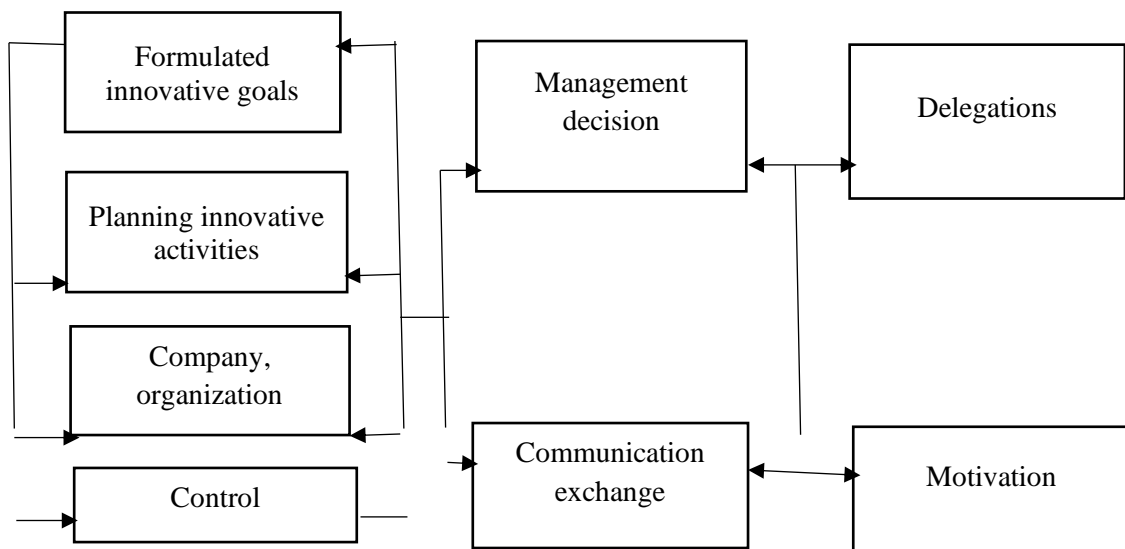 Formulated
innovative goals
Planning innovative
activities
Company,
organization
Control
Management
decision
Communication
exchange
Delegations
Motivation